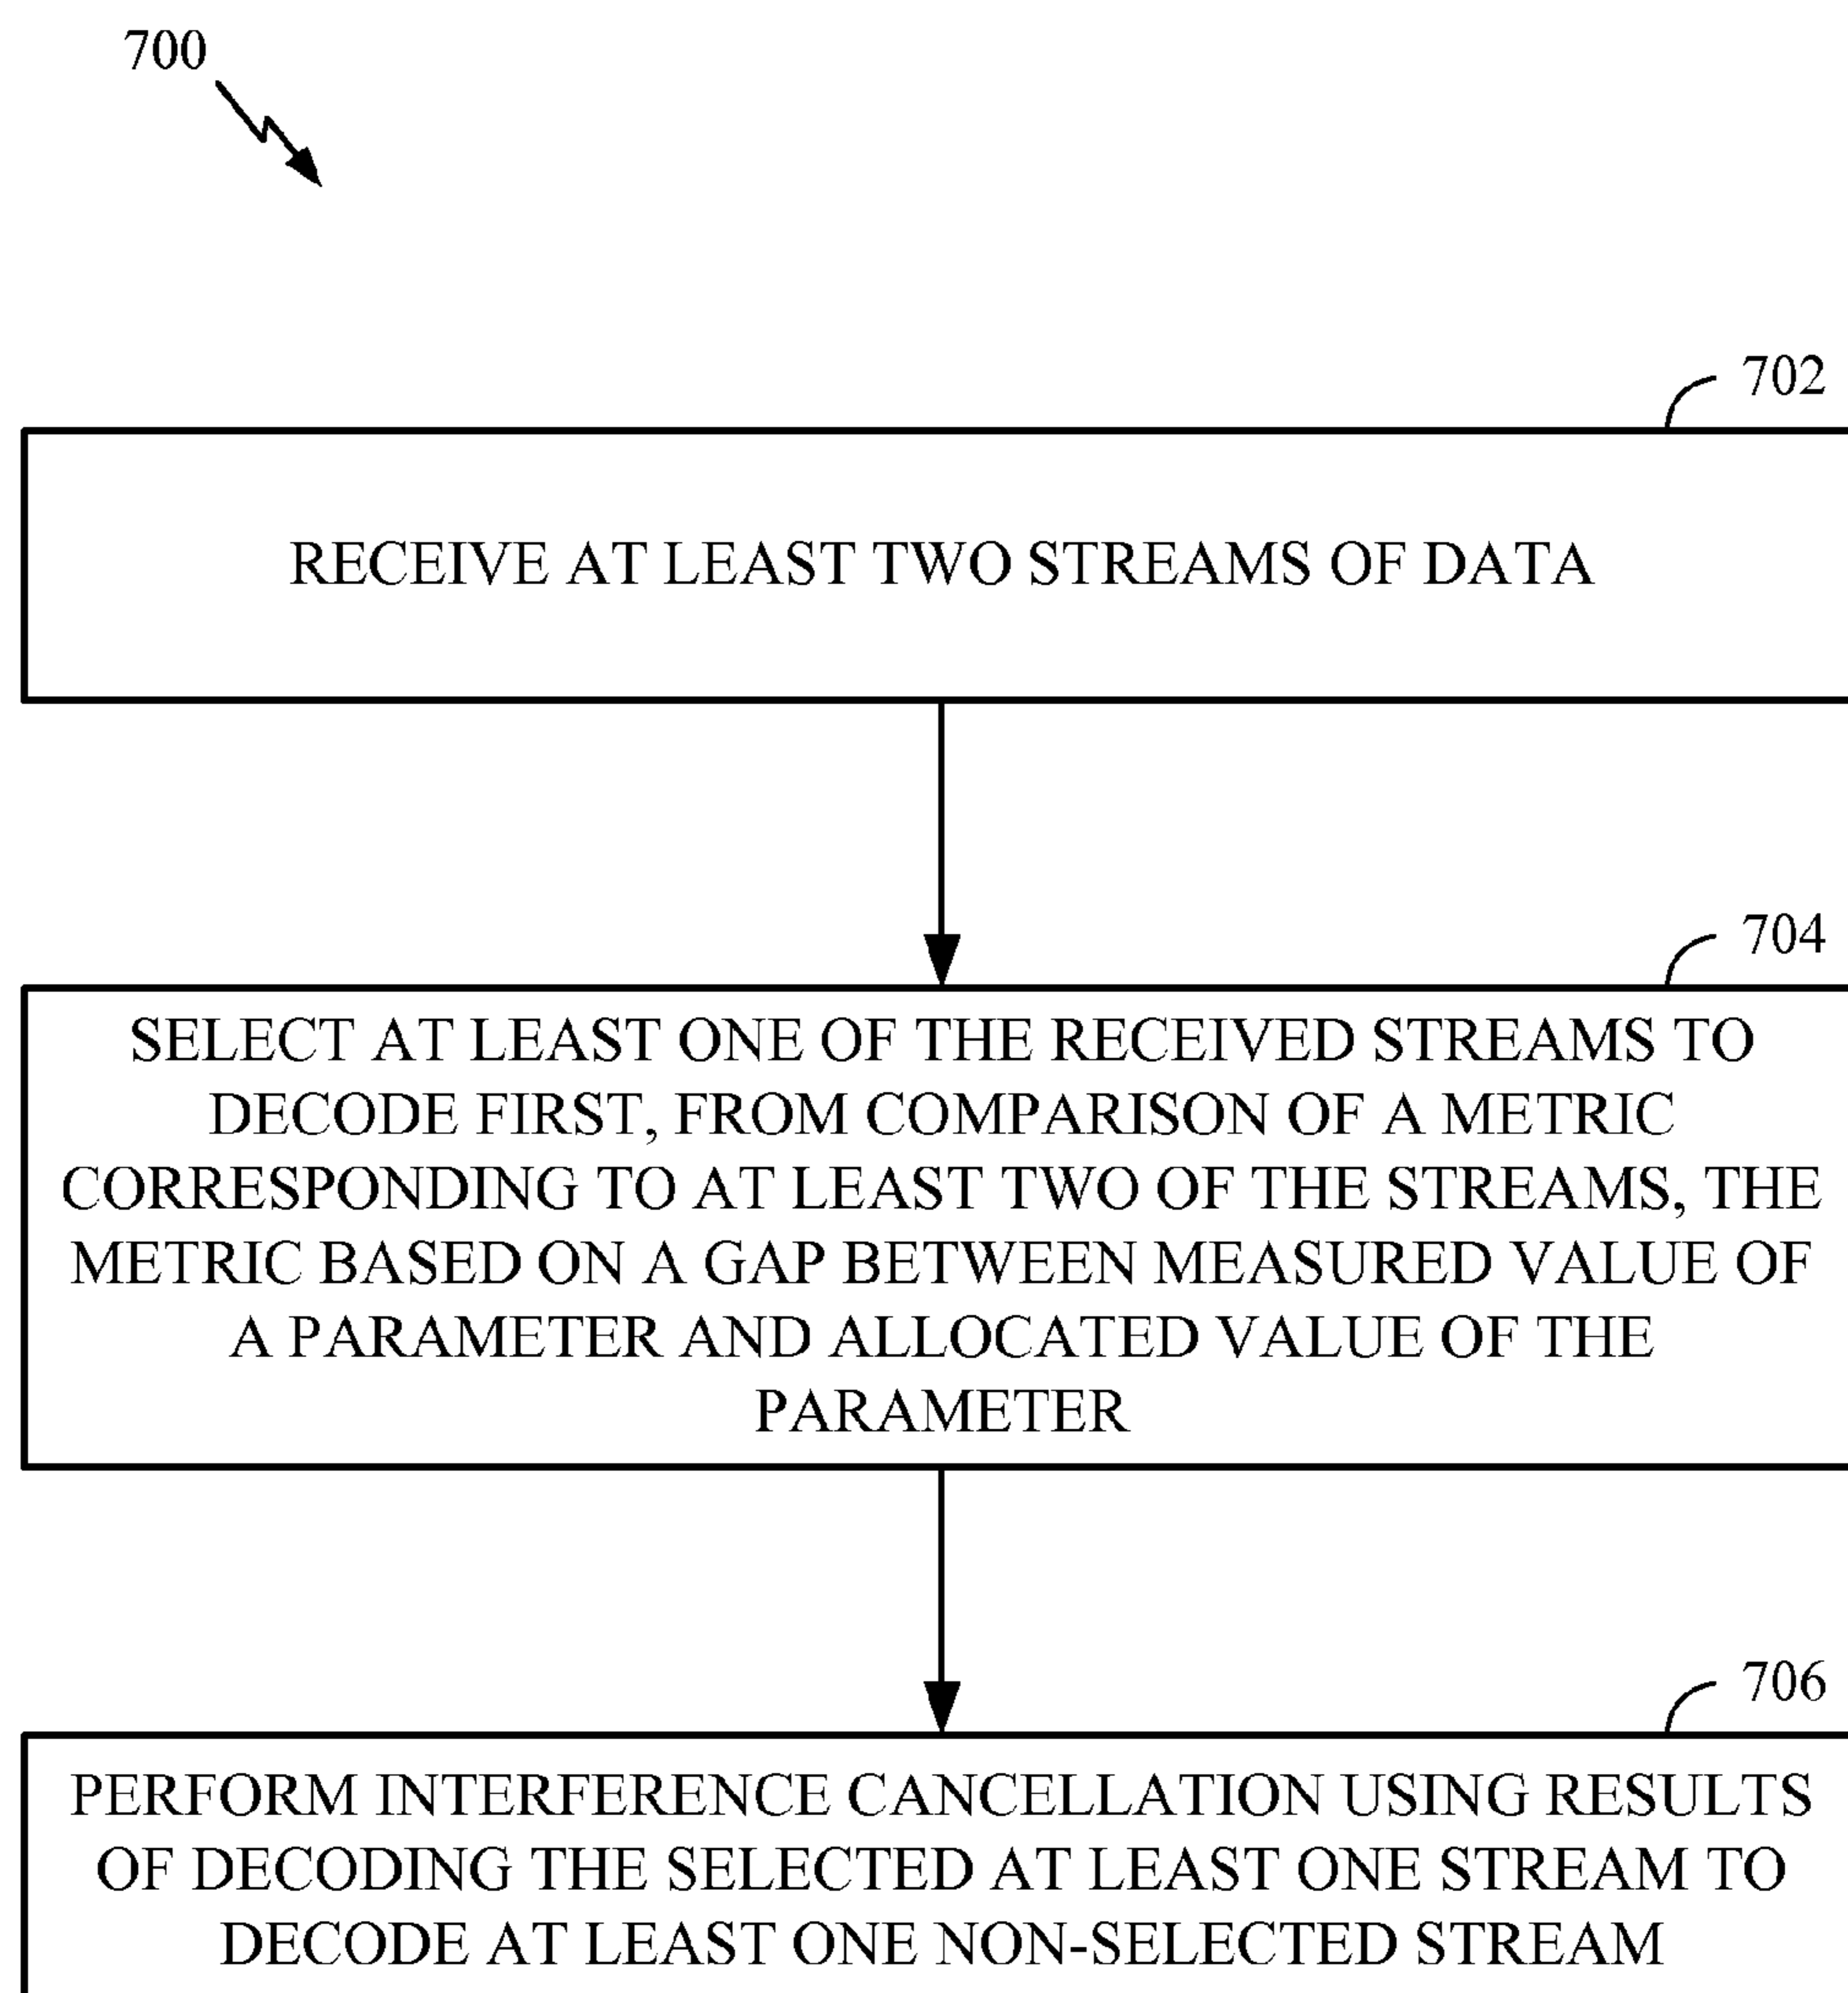 700
702
RECEIVE AT LEAST TWO STREAMS OF DATA
704
SELECT AT LEAST ONE OF THE RECEIVED STREAMS TO
DECODE FIRST, FROM COMPARISON OF A METRIC
CORRESPONDING TO AT LEAST TWO OF THE STREAMS, THE
METRIC BASED ON A GAP BETWEEN MEASURED VALUE OF
A PARAMETER AND ALLOCATED VALUE OF THE
PARAMETER
706
PERFORM INTERFERENCE CANCELLATION USING RESULTS
OF DECODING THE SELECTED AT LEAST ONE STREAM TO
DECODE AT LEAST ONE NON-SELECTED STREAM